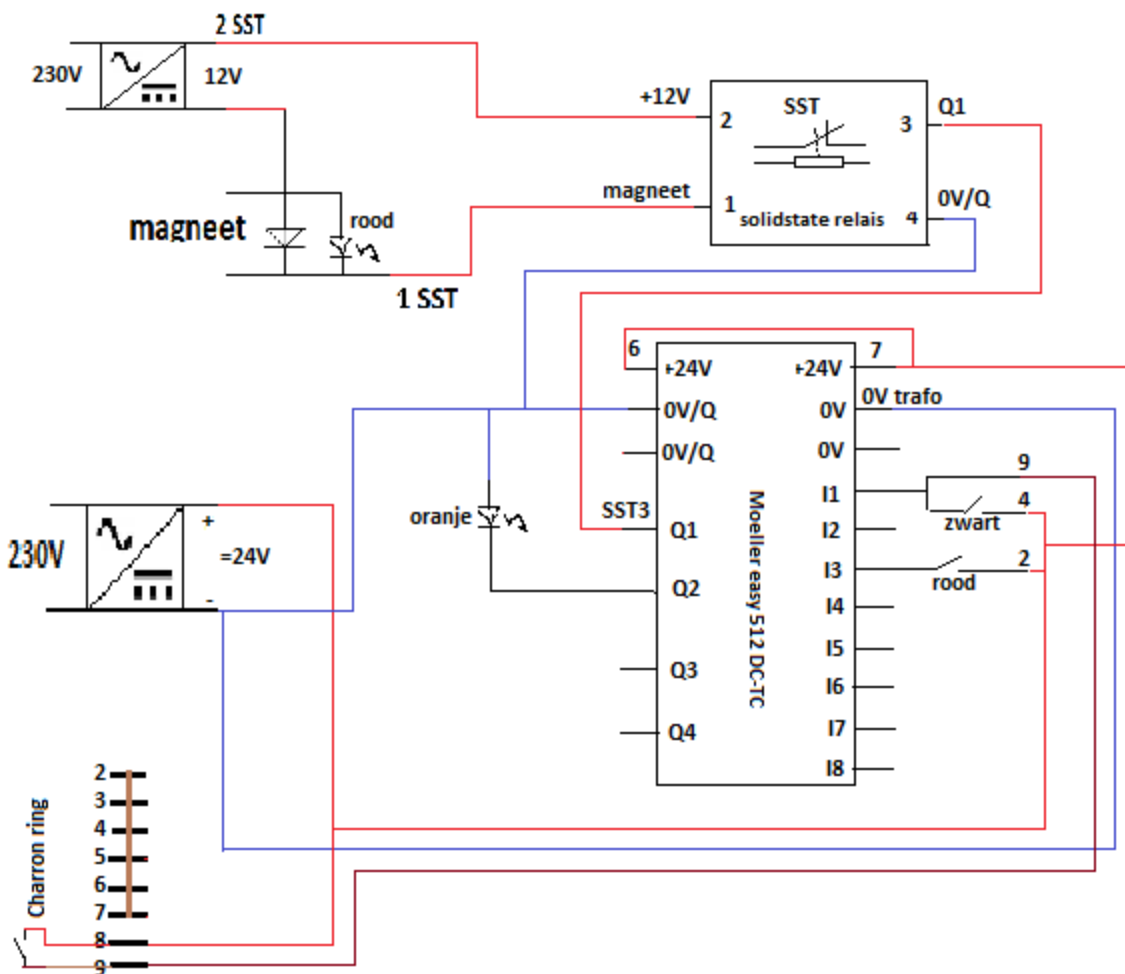 2 SST
230V
12V
+12V
SST
Q1
2
3
magneet
rood
magneet
1
0V/Q
4
solidstate relais
1 SST
6
7
+24V
+24V
0V trafo
0V/Q
0V
0V/Q
0V
9
I1
4
zwart
SST3
Q1
I2
2
I3
rood
oranje
Q2
I4
I5
Q3
I6
Q4
I7
I8
Moeller easy 512 DC-TC
230V
+
=24V
-
Charron ring
2
3
4
5
6
7
8
9